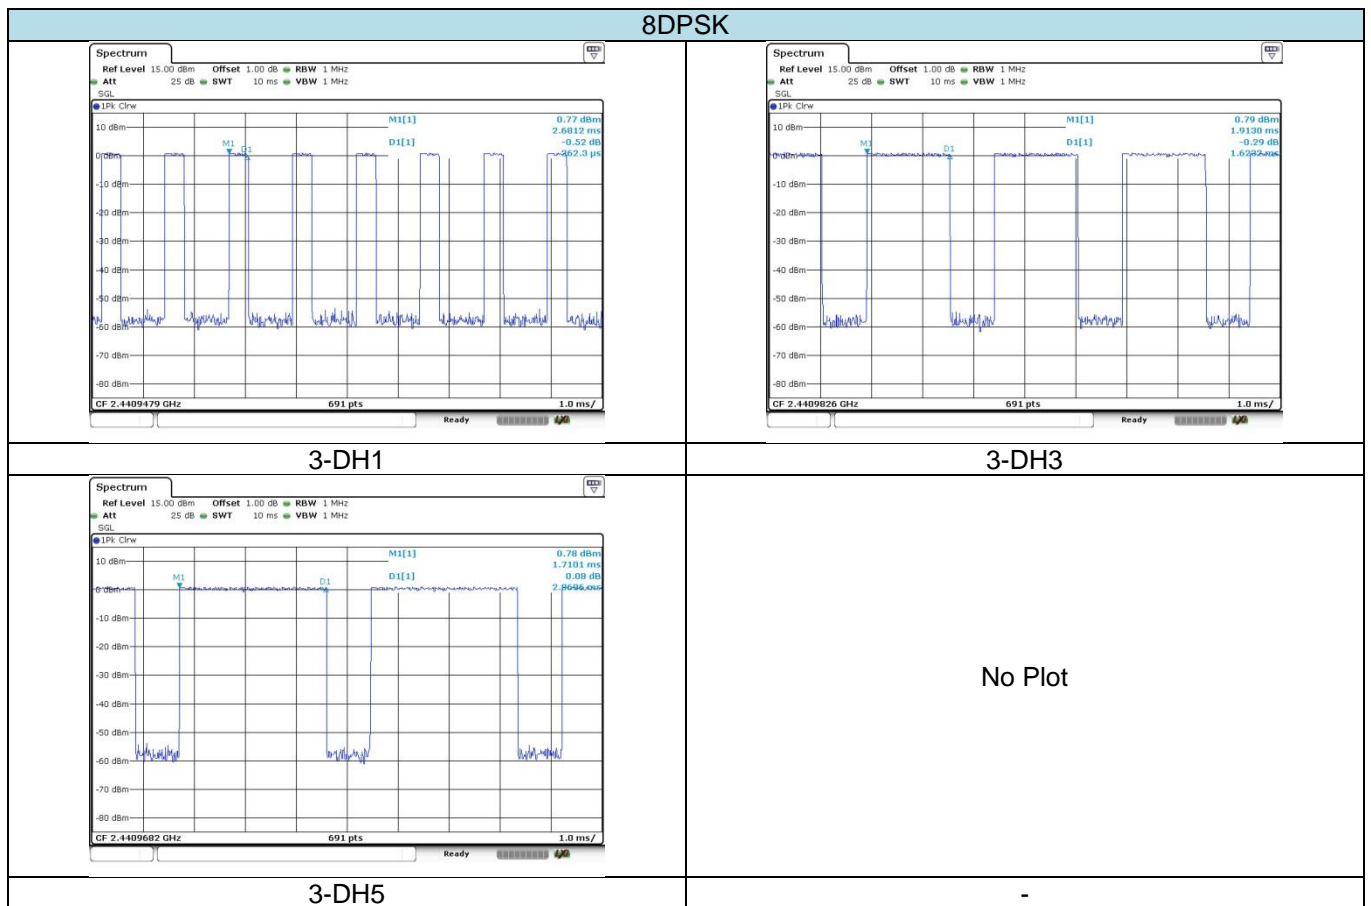 8DPSK
Spectrum
Ref Level 15.00 dBm Offset 1.00 dB RBW 1 MHz
Att 25 dB SWT 10 ms VBW 1 MHz
SGL
1Pk Clrw
M1[1] 0.77 dBm
2.6812 ms
D1[1] -0.52 dB
10 dBm
M1
D1
0 dBm
-10 dBm
-20 dBm
-30 dBm
-40 dBm
-50 dBm
-60 dBm
-70 dBm
-80 dBm
CF 2.4409479 GHz 691 pts 1.0 ms/
Ready
3-DH1
Spectrum
Ref Level 15.00 dBm Offset 1.00 dB RBW 1 MHz
Att 25 dB SWT 10 ms VBW 1 MHz
SGL
1Pk Clrw
M1[1] 0.79 dBm
1.9130 ms
D1[1] -0.29 dB
10 dBm
M1
D1
0 dBm
-10 dBm
-20 dBm
-30 dBm
-40 dBm
-50 dBm
-60 dBm
-70 dBm
-80 dBm
CF 2.4409826 GHz 691 pts 1.0 ms/
Ready
3-DH3
Spectrum
Ref Level 15.00 dBm Offset 1.00 dB RBW 1 MHz
Att 25 dB SWT 10 ms VBW 1 MHz
SGL
1Pk Clrw
M1[1] 0.78 dBm
1.7101 ms
D1[1] 0.08 dB
10 dBm
M1
D1
0 dBm
-10 dBm
-20 dBm
-30 dBm
-40 dBm
-50 dBm
-60 dBm
-70 dBm
-80 dBm
CF 2.4409682 GHz 691 pts 1.0 ms/
Ready
3-DH5
No Plot
-